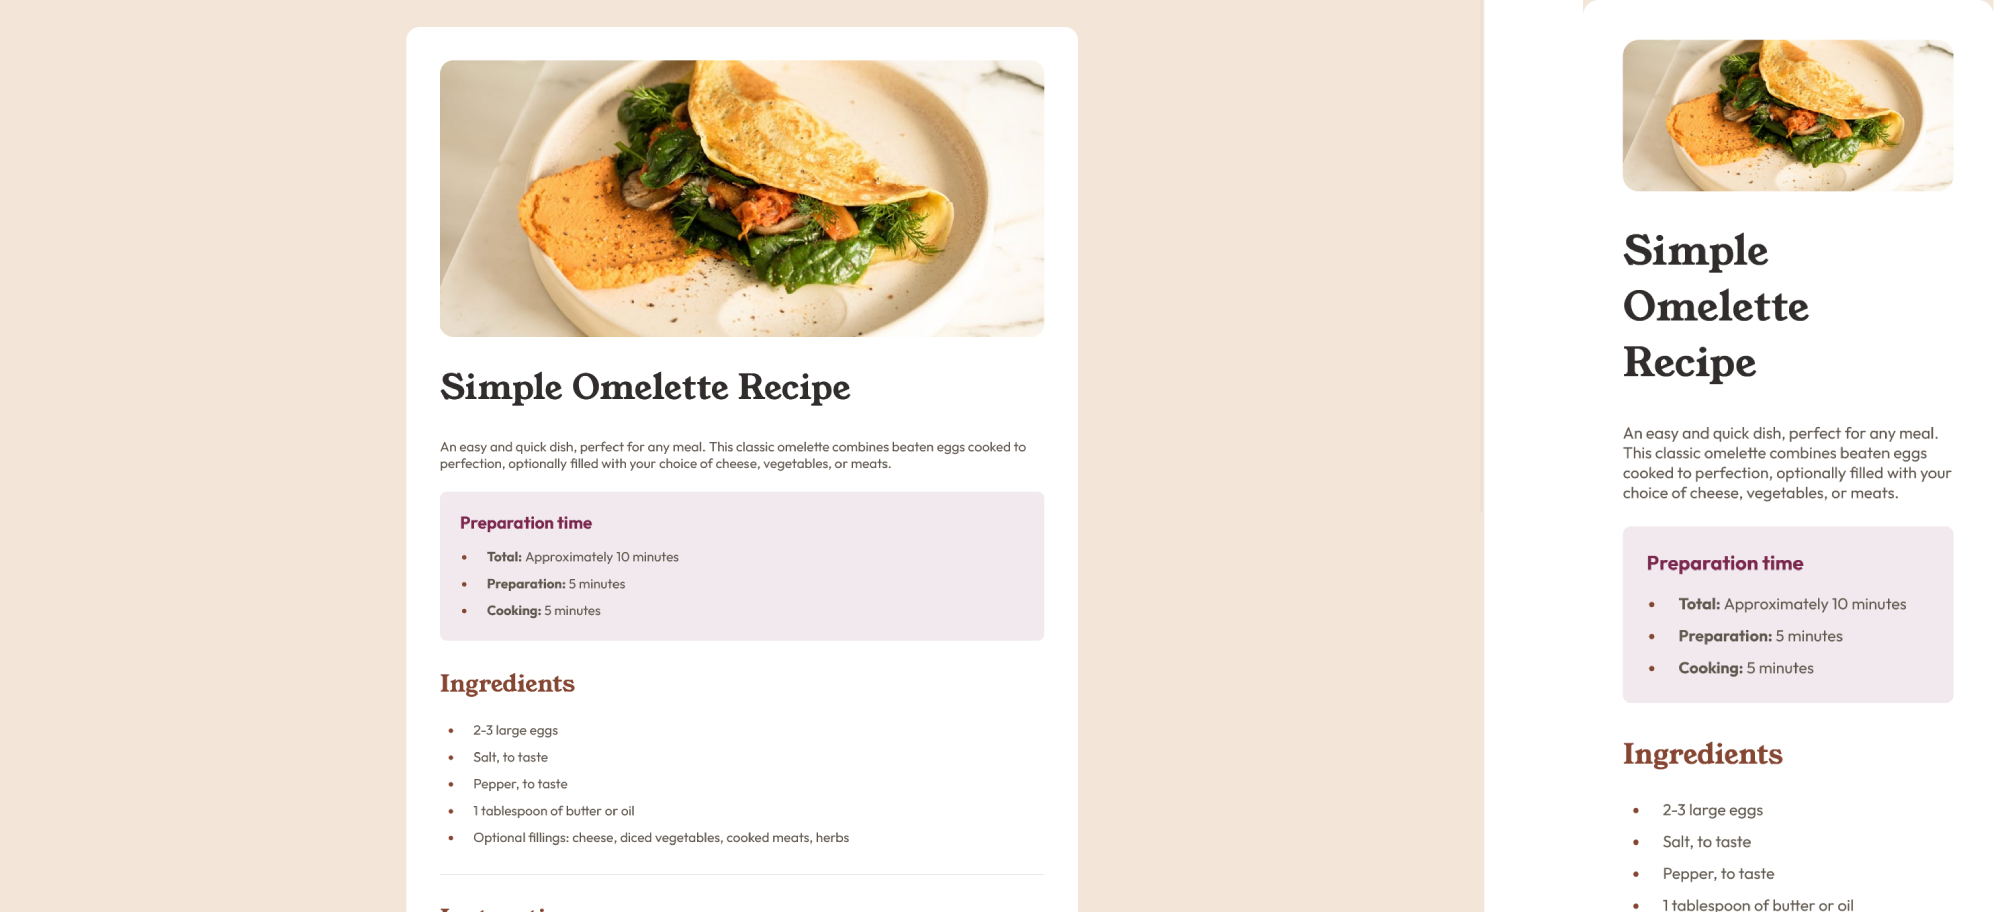 Simple Omelette Recipe
An easy and quick dish, perfect for any meal. This classic omelette combines beaten eggs cooked to
perfection, optionally filled with your choice of cheese, vegetables, or meats.
Preparation time
• Total: Approximately 10 minutes
• Preparation: 5 minutes
• Cooking: 5 minutes
Ingredients
• 2-3 large eggs
• Salt, to taste
• Pepper, to taste
• 1 tablespoon of butter or oil
• Optional fillings: cheese, diced vegetables, cooked meats, herbs
Simple
Omelette
Recipe
An easy and quick dish, perfect for any meal.
This classic omelette combines beaten eggs
cooked to perfection, optionally filled with your
choice of cheese, vegetables, or meats.
Preparation time
• Total: Approximately 10 minutes
• Preparation: 5 minutes
• Cooking: 5 minutes
Ingredients
• 2-3 large eggs
• Salt, to taste
• Pepper, to taste
• 1 tablespoon of butter or oil